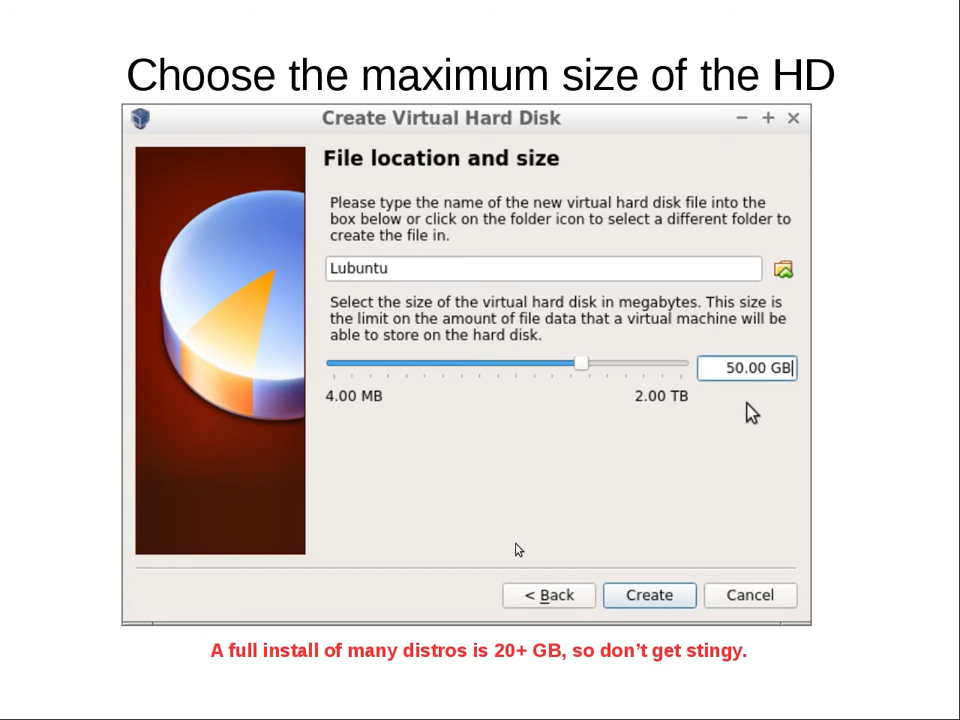 Choose the maximum size of the HD
Create Virtual Hard Disk
File location and size
Please type the name of the new virtual hard disk file into the
box below or click on the folder icon to select a different folder to
create the file in.
Lubuntu
Select the size of the virtual hard disk in megabytes. This size is
the limit on the amount of file data that a virtual machine will be
able to store on the hard disk.
50.00 GB
4.00 MB 2.00 TB
< Back Create Cancel
A full install of many distros is 20+ GB, so don’t get stingy.